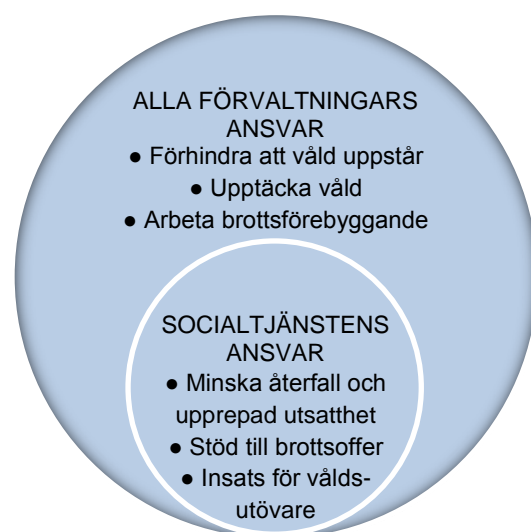 ALLA FÖRVALTNINGARS
ANSVAR
● Förhindra att våld uppstår
● Upptäcka våld
● Arbeta brottsförebyggande
SOCIALTJÄNSTENS
ANSVAR
● Minska återfall och
upprepad utsatthet
● Stöd till brottsoffer
● Insats för vålds-
utövare